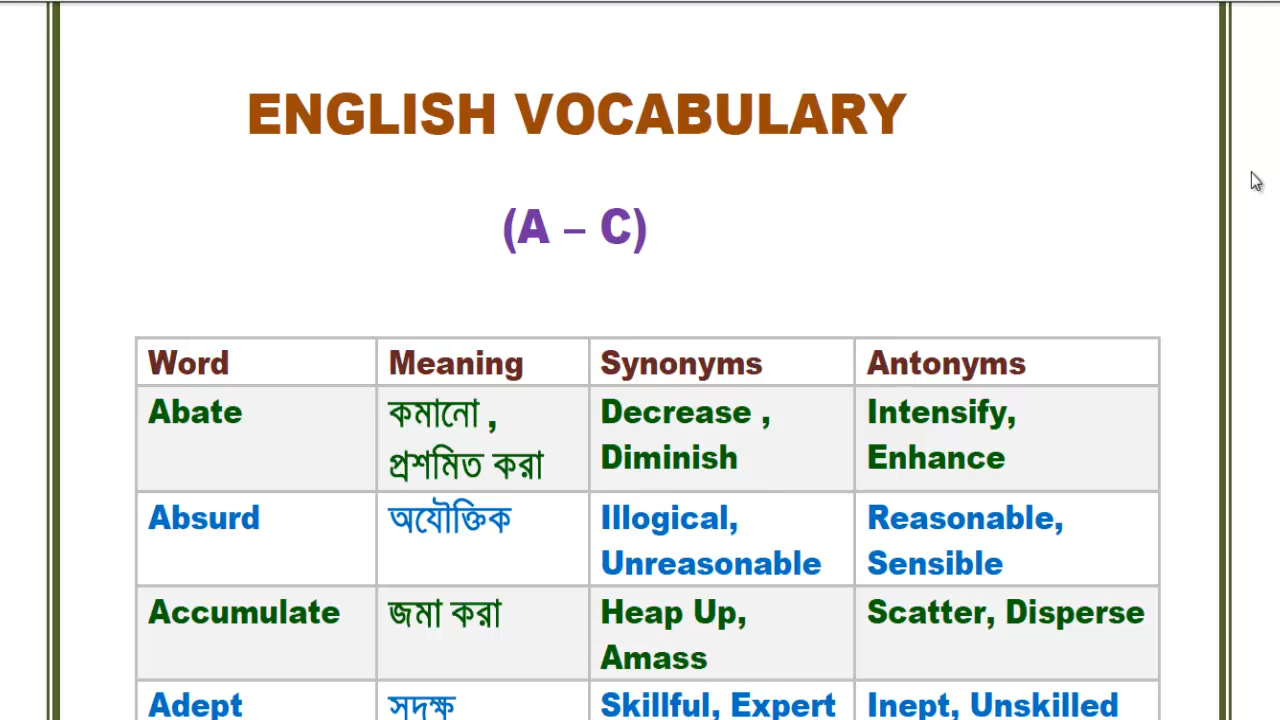 ENGLISH VOCABULARY
(A – C)
Word Meaning Synonyms Antonyms
Abate কমানো , Decrease , Intensify,
প্রশমিত করা Diminish Enhance
Absurd অযৌক্তিক Illogical, Reasonable,
Unreasonable Sensible
Accumulate জমা করা Heap Up, Scatter, Disperse
Amass
Adept সুদক্ষ Skillful, Expert Inept, Unskilled